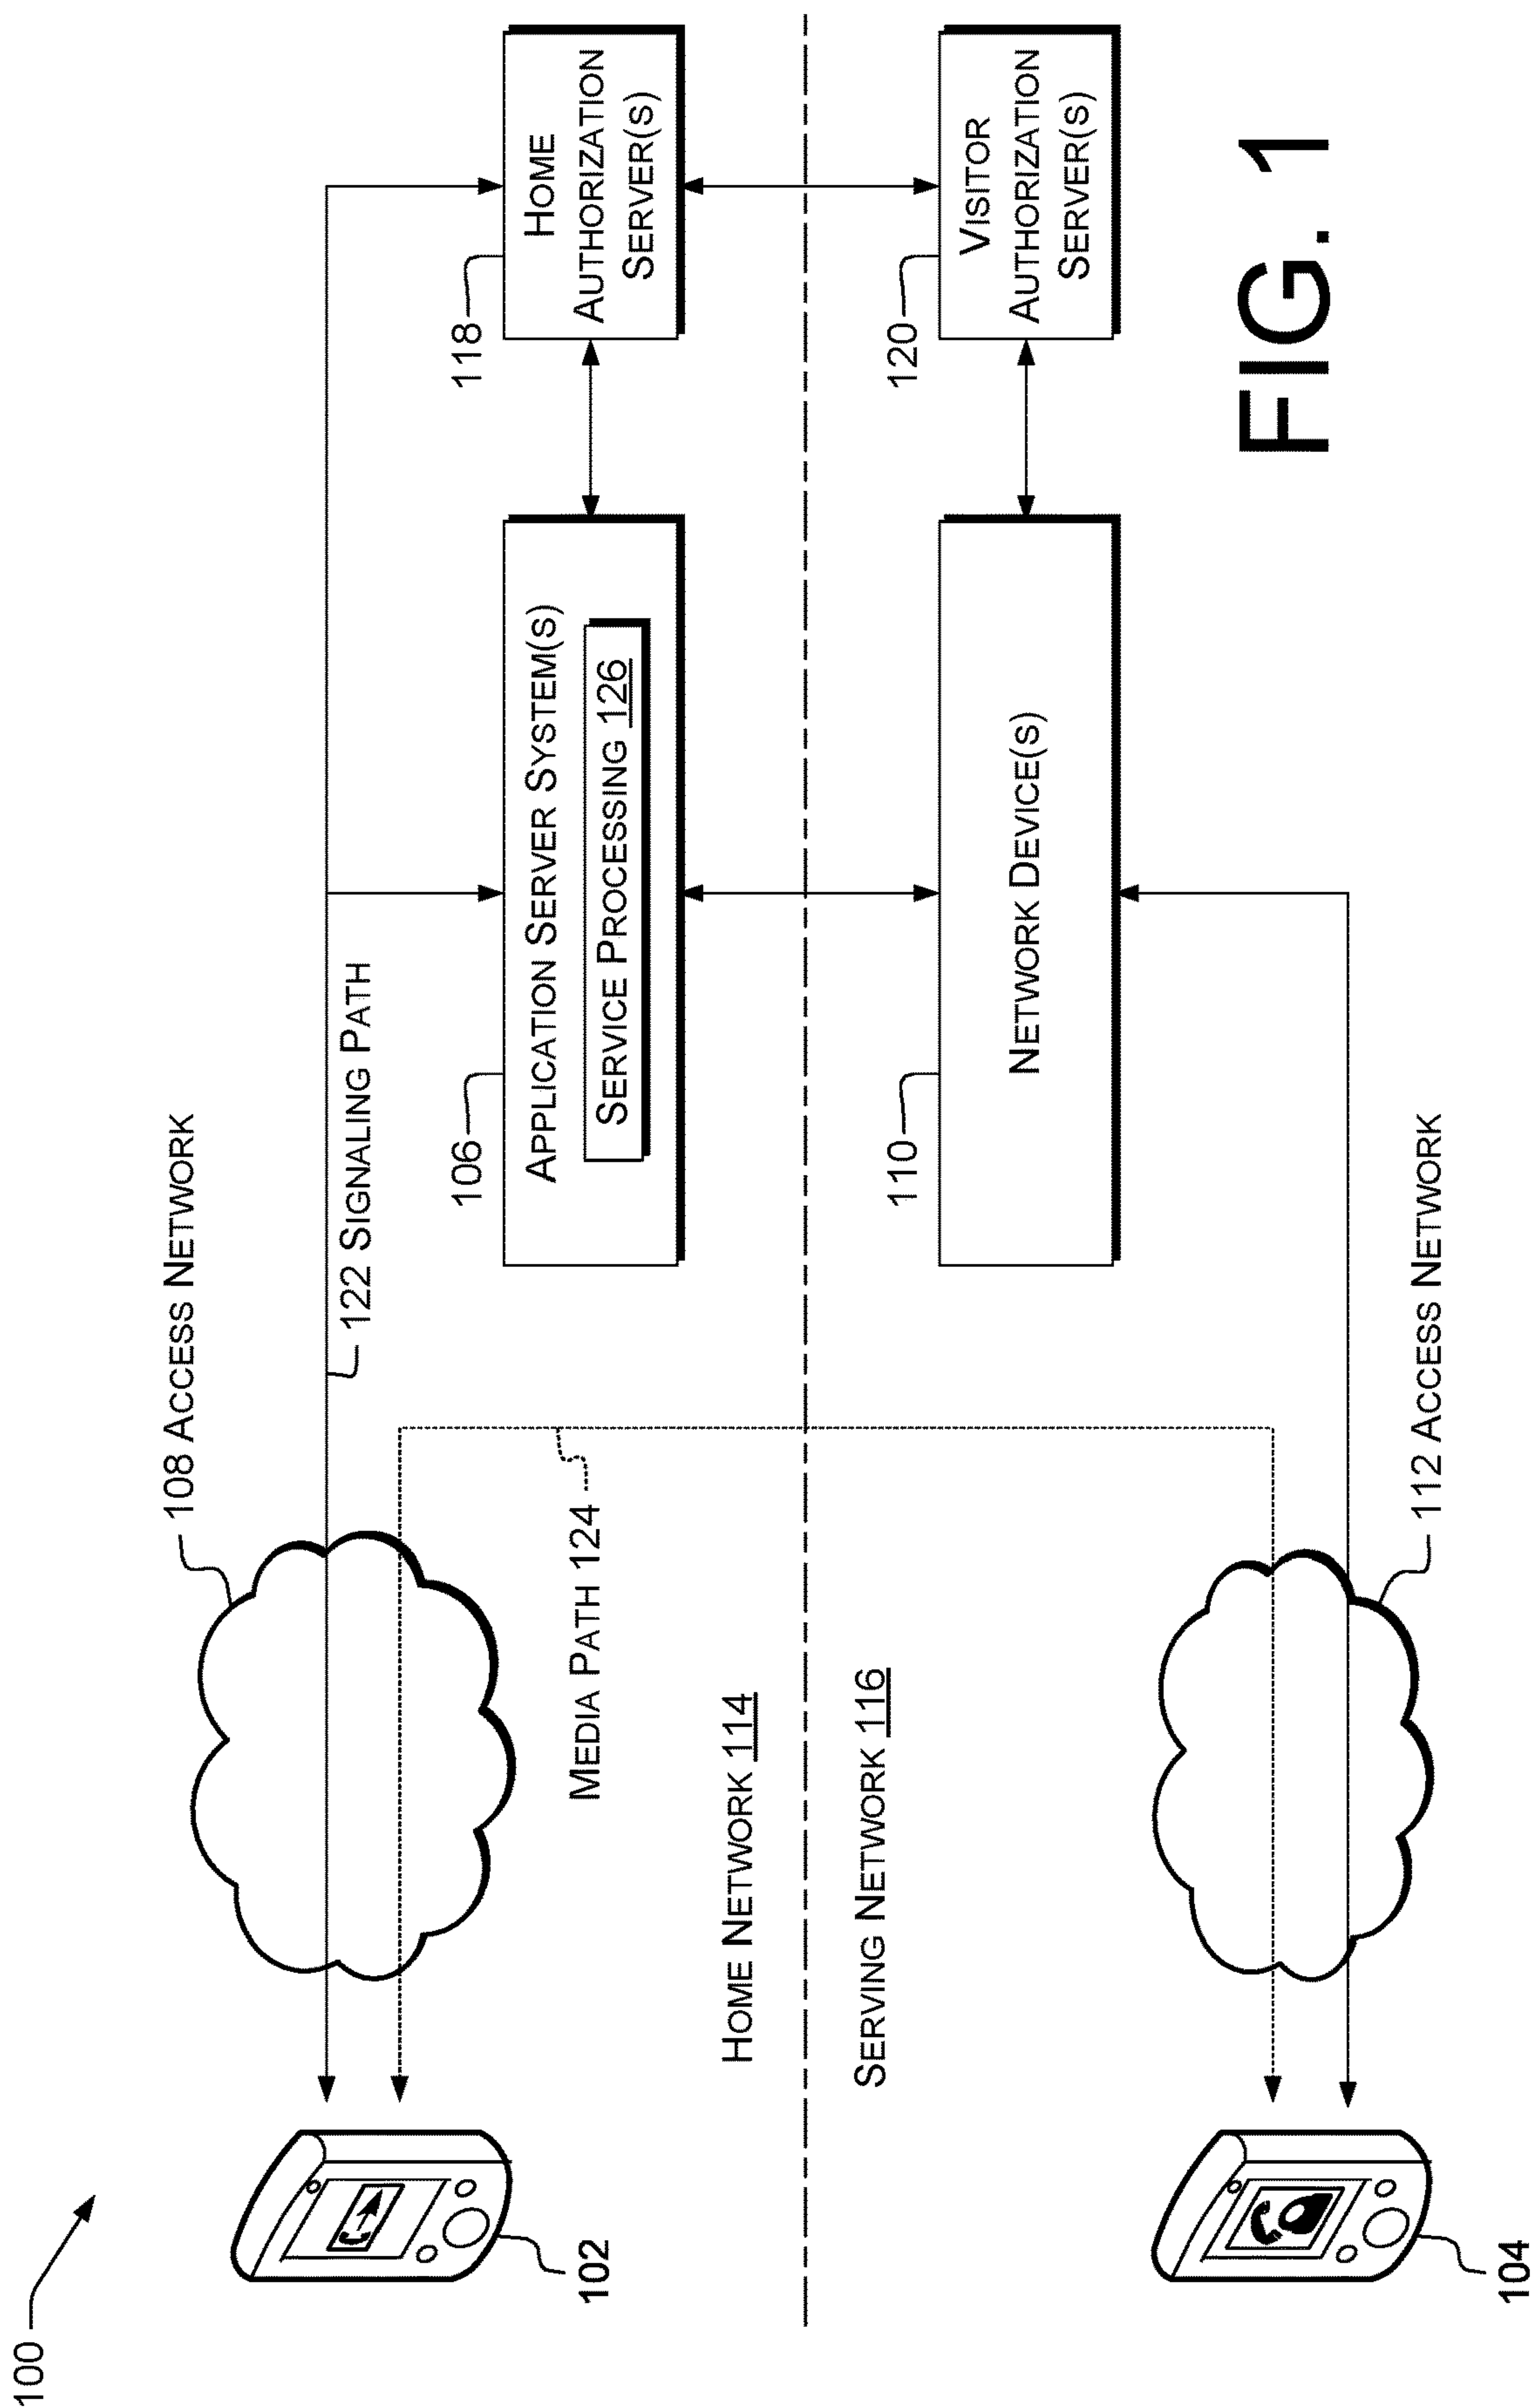 100
108 ACCESS NETWORK
122 SIGNALING PATH
102
MEDIA PATH 124
106
APPLICATION SERVER SYSTEM(S)
SERVICE PROCESSING 126
118
HOME
AUTHORIZATION
SERVER(S)
HOME NETWORK 114
SERVING NETWORK 116
110
NETWORK DEVICE(S)
120
VISITOR
AUTHORIZATION
SERVER(S)
112 ACCESS NETWORK
104
FIG. 1